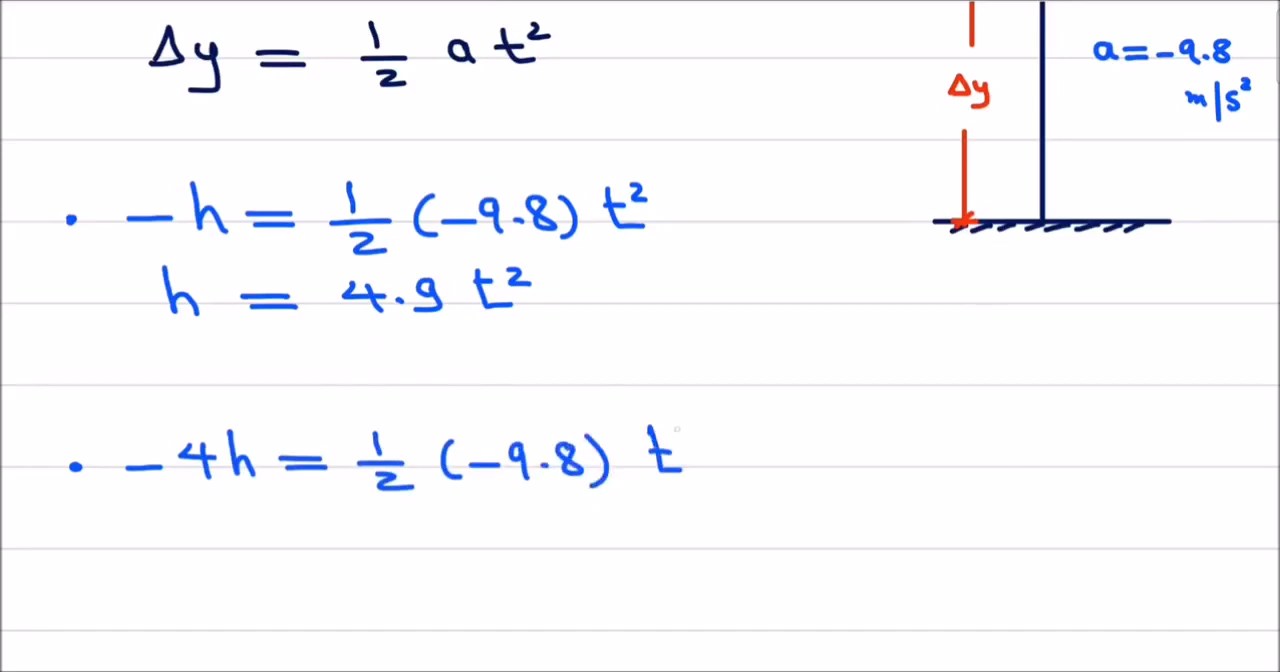 Δy = 1/2 a t²
a = -9.8
m/s²
Δy
• -h = 1/2 (-9.8) t²
h = 4.9 t²
• -4h = 1/2 (-9.8) t